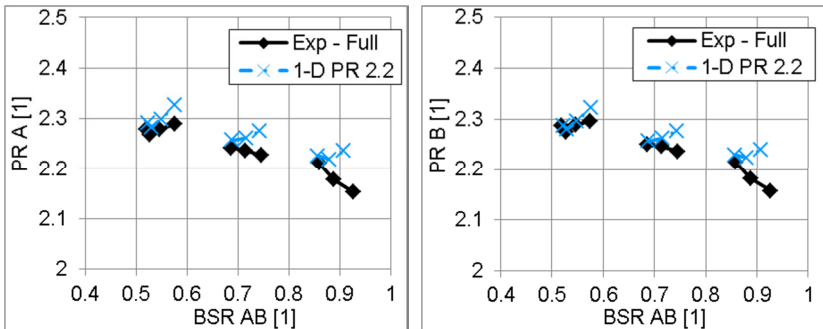 2.5
2.4
2.3
2.2
2.1
2
PR A [1]
Exp - Full
1-D PR 2.2
0.4 0.5 0.6 0.7 0.8 0.9 1
BSR AB [1]
2.5
2.4
2.3
2.2
2.1
2
PR B [1]
Exp - Full
1-D PR 2.2
0.4 0.5 0.6 0.7 0.8 0.9 1
BSR AB [1]